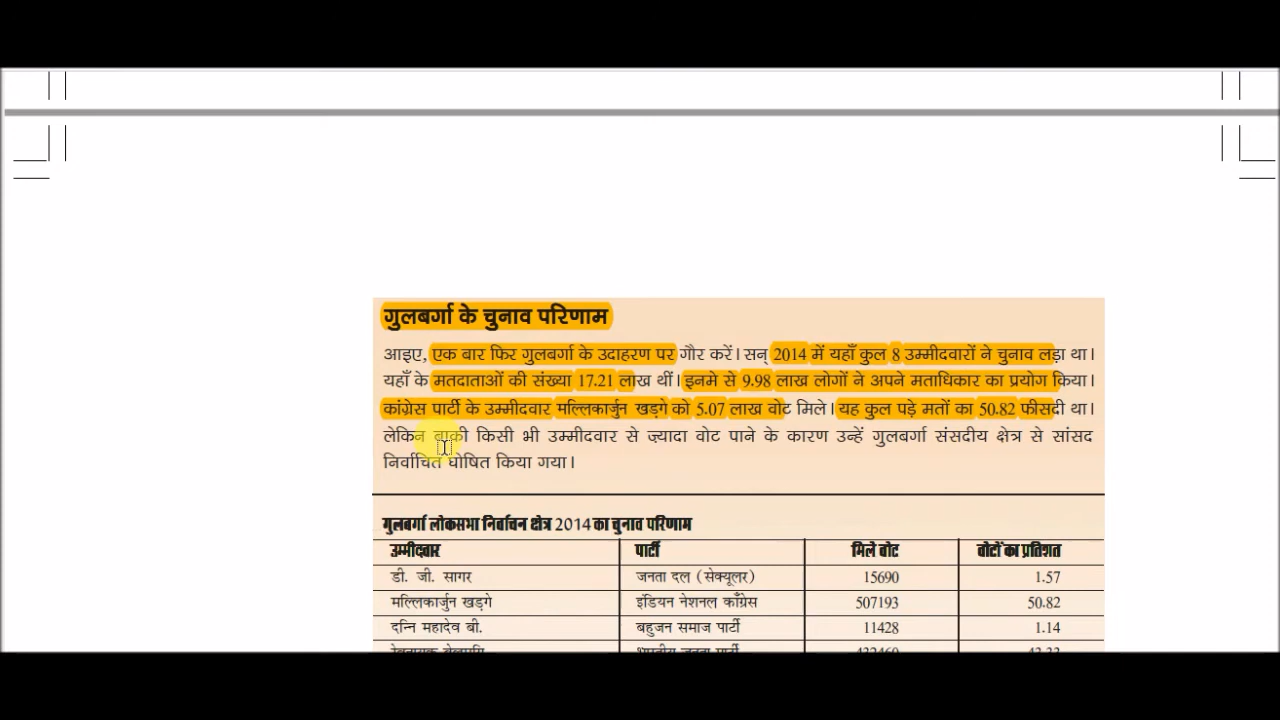 गुलबर्गा के चुनाव परिणाम
आइए, एक बार फिर गुलबर्गा के उदाहरण पर गौर करें। सन् 2014 में यहाँ कुल 8 उम्मीदवारों ने चुनाव लड़ा था।
यहाँ के मतदाताओं की संख्या 17.21 लाख थीं। इनमे से 9.98 लाख लोगों ने अपने मताधिकार का प्रयोग किया।
कांग्रेस पार्टी के उम्मीदवार मल्लिकार्जुन खड़गे को 5.07 लाख वोट मिले। यह कुल पड़े मतों का 50.82 फीसदी था।
लेकिन बाकी किसी भी उम्मीदवार से ज़्यादा वोट पाने के कारण उन्हें गुलबर्गा संसदीय क्षेत्र से सांसद
निर्वाचित घोषित किया गया।
गुलबर्गा लोकसभा निर्वाचन क्षेत्र 2014 का चुनाव परिणाम
उम्मीदवार पार्टी मिले वोट वोटों का प्रतिशत
डी. जी. सागर जनता दल (सेक्यूलर) 15690 1.57
मल्लिकार्जुन खड़गे इंडियन नेशनल काँग्रेस 507193 50.82
दन्नि महादेव बी. बहुजन समाज पार्टी 11428 1.14